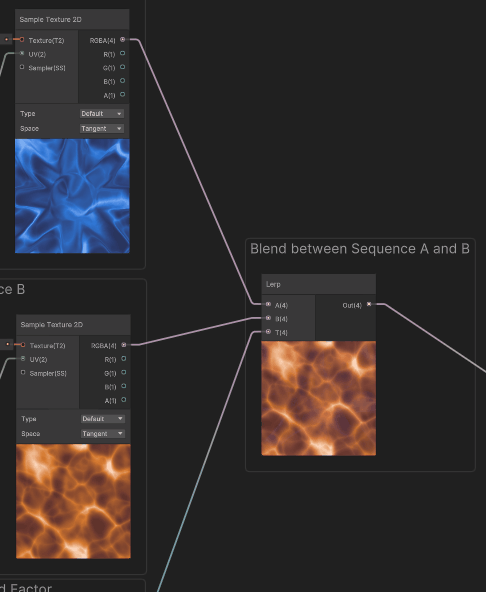 Sample Texture 2D
Texture(T2)
RGBA(4)
UV(2)
R(1)
Sampler(SS)
G(1)
B(1)
A(1)
Type
Default
Space
Tangent
Blend between Sequence A and B
Lerp
A(4)
Out(4)
B(4)
T(4)
ce B
Sample Texture 2D
Texture(T2)
RGBA(4)
UV(2)
R(1)
Sampler(SS)
G(1)
B(1)
A(1)
Type
Default
Space
Tangent
d Factor